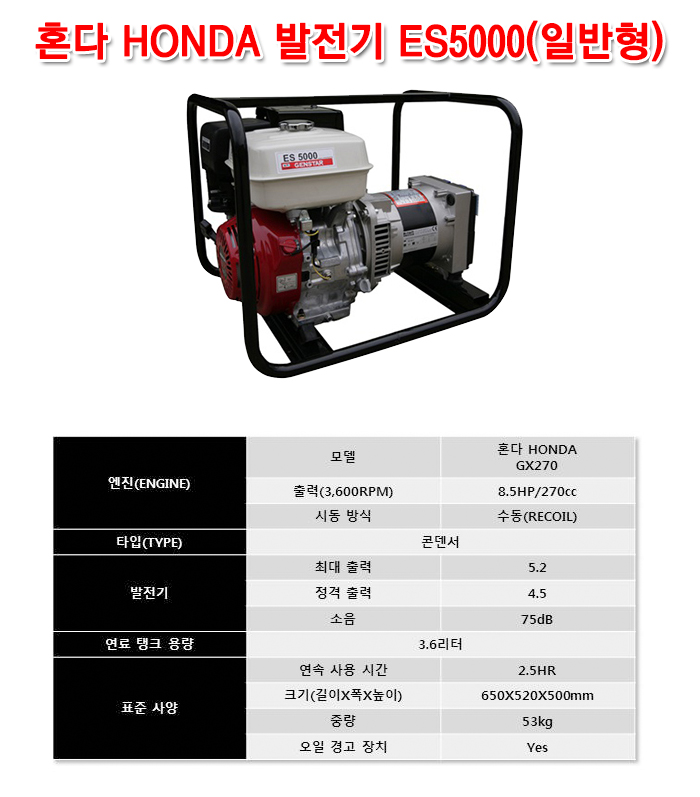 혼다 HONDA 발전기 ES5000(일반형)
ES 5000
GENSTAR
엔진(ENGINE)
모델
혼다 HONDA
GX270
출력(3,600RPM)
8.5HP/270cc
시동 방식
수동(RECOIL)
타입(TYPE)
콘덴서
발전기
최대 출력
5.2
정격 출력
4.5
소음
75dB
연료 탱크 용량
3.6리터
표준 사양
연속 사용 시간
2.5HR
크기(길이X폭X높이)
650X520X500mm
중량
53kg
오일 경고 장치
Yes